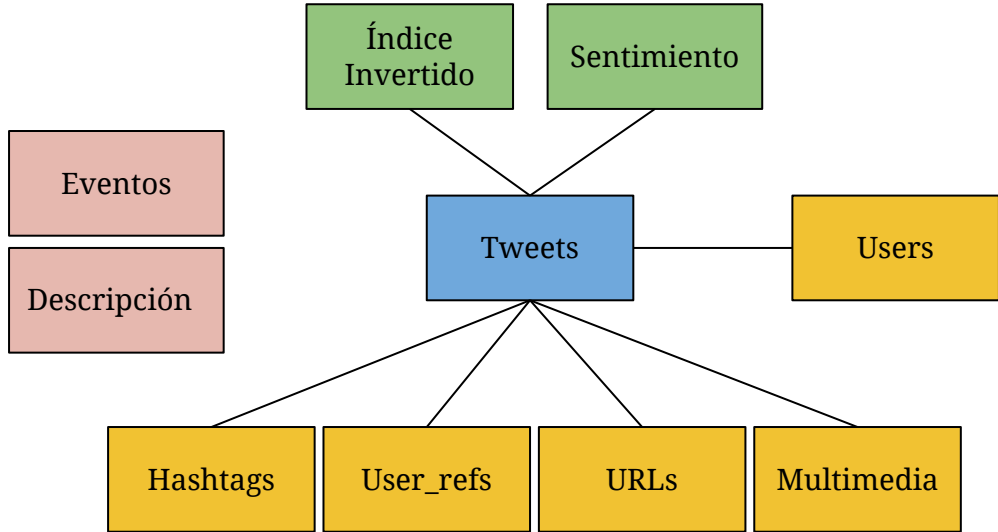 Índice
Invertido
Sentimiento
Eventos
Descripción
Tweets
Users
Hashtags
User_refs
URLs
Multimedia